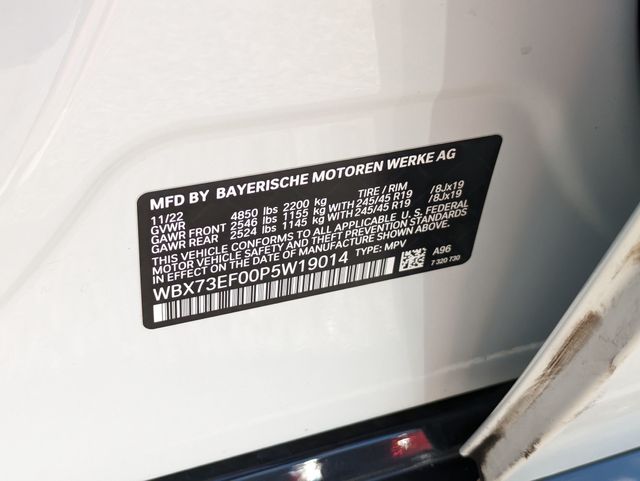 MFD BY BAYERISCHE MOTOREN WERKE AG
11/22 4850 lbs 2200 kg TIRE / RIM
GVWR
GAWR FRONT 2546 lbs 1155 kg WITH 245/45 R19 /8Jx19
GAWR REAR 2524 lbs 1145 kg WITH 245/45 R19 /8Jx19
THIS VEHICLE CONFORMS TO ALL APPLICABLE U. S. FEDERAL
MOTOR VEHICLE SAFETY AND THEFT PREVENTION STANDARDS
IN EFFECT ON THE DATE OF MANUFACTURE SHOWN ABOVE.
WBX73EF00P5W19014 TYPE: MPV
A96
7 320 730